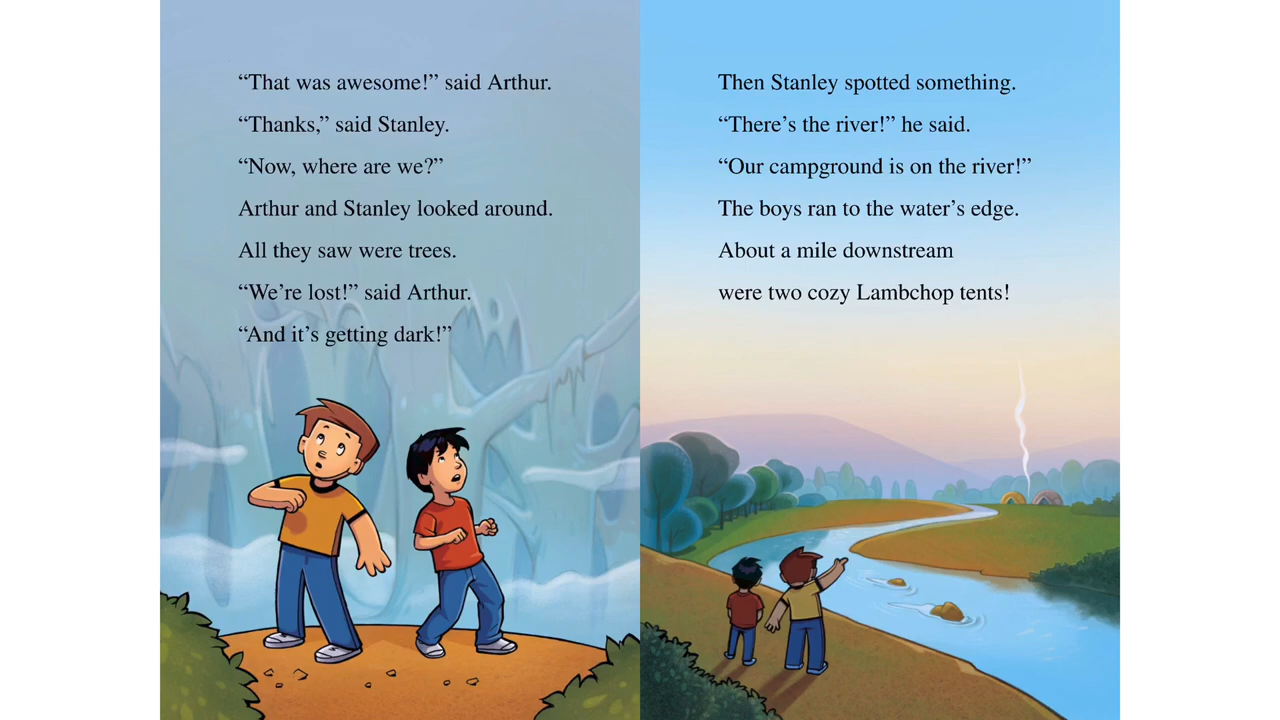 “That was awesome!” said Arthur.
“Thanks,” said Stanley.
“Now, where are we?”
Arthur and Stanley looked around.
All they saw were trees.
“We’re lost!” said Arthur.
“And it’s getting dark!”
Then Stanley spotted something.
“There’s the river!” he said.
“Our campground is on the river!”
The boys ran to the water’s edge.
About a mile downstream
were two cozy Lambchop tents!